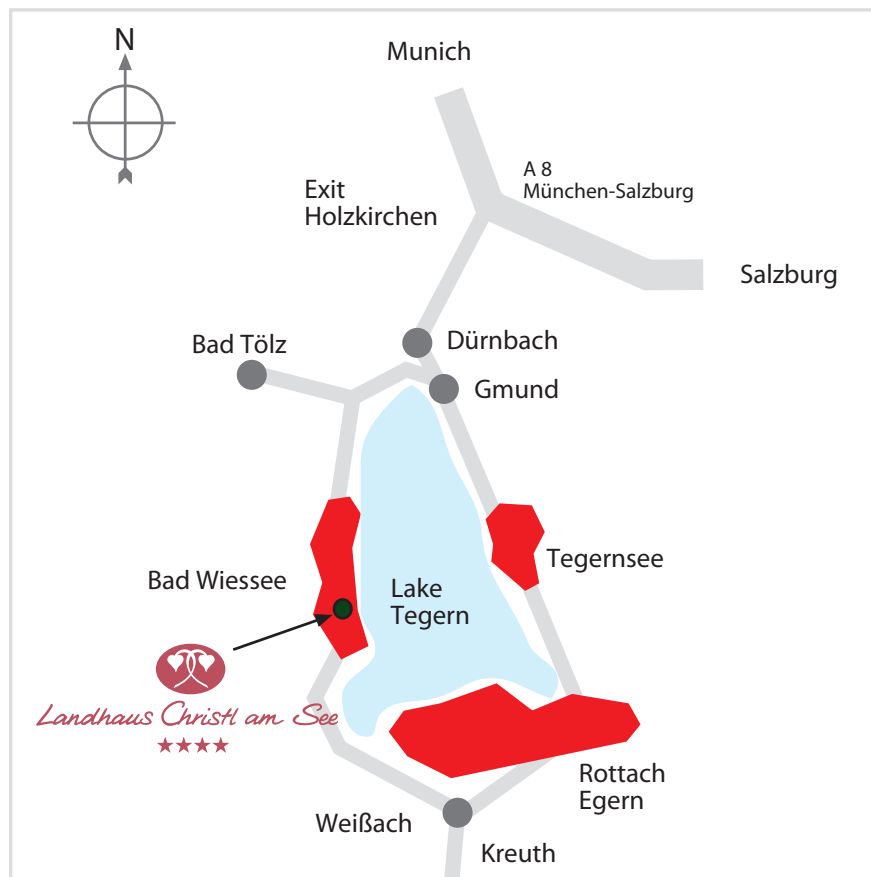 N
Munich
A 8
München-Salzburg
Exit
Holzkirchen
Salzburg
Bad Tölz
Dürnbach
Gmund
Tegernsee
Bad Wiessee
Lake
Tegern
Landhaus Christl am See
★★★★
Rottach
Egern
Weißach
Kreuth